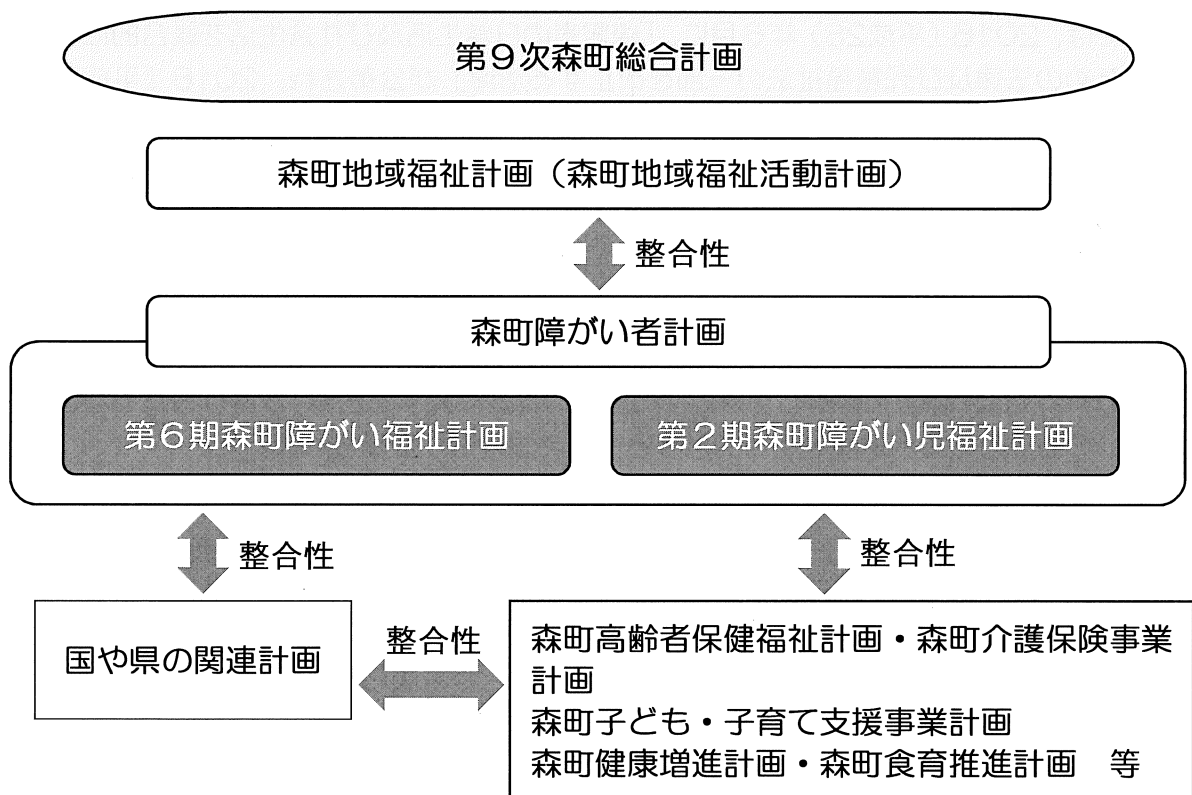 第9次森町総合計画
森町地域福祉計画（森町地域福祉活動計画）
整合性
森町障がい者計画
第6期森町障がい福祉計画
第2期森町障がい児福祉計画
整合性
整合性
国や県の関連計画
整合性
森町高齢者保健福祉計画・森町介護保険事業
計画
森町子ども・子育て支援事業計画
森町健康増進計画・森町食育推進計画　等